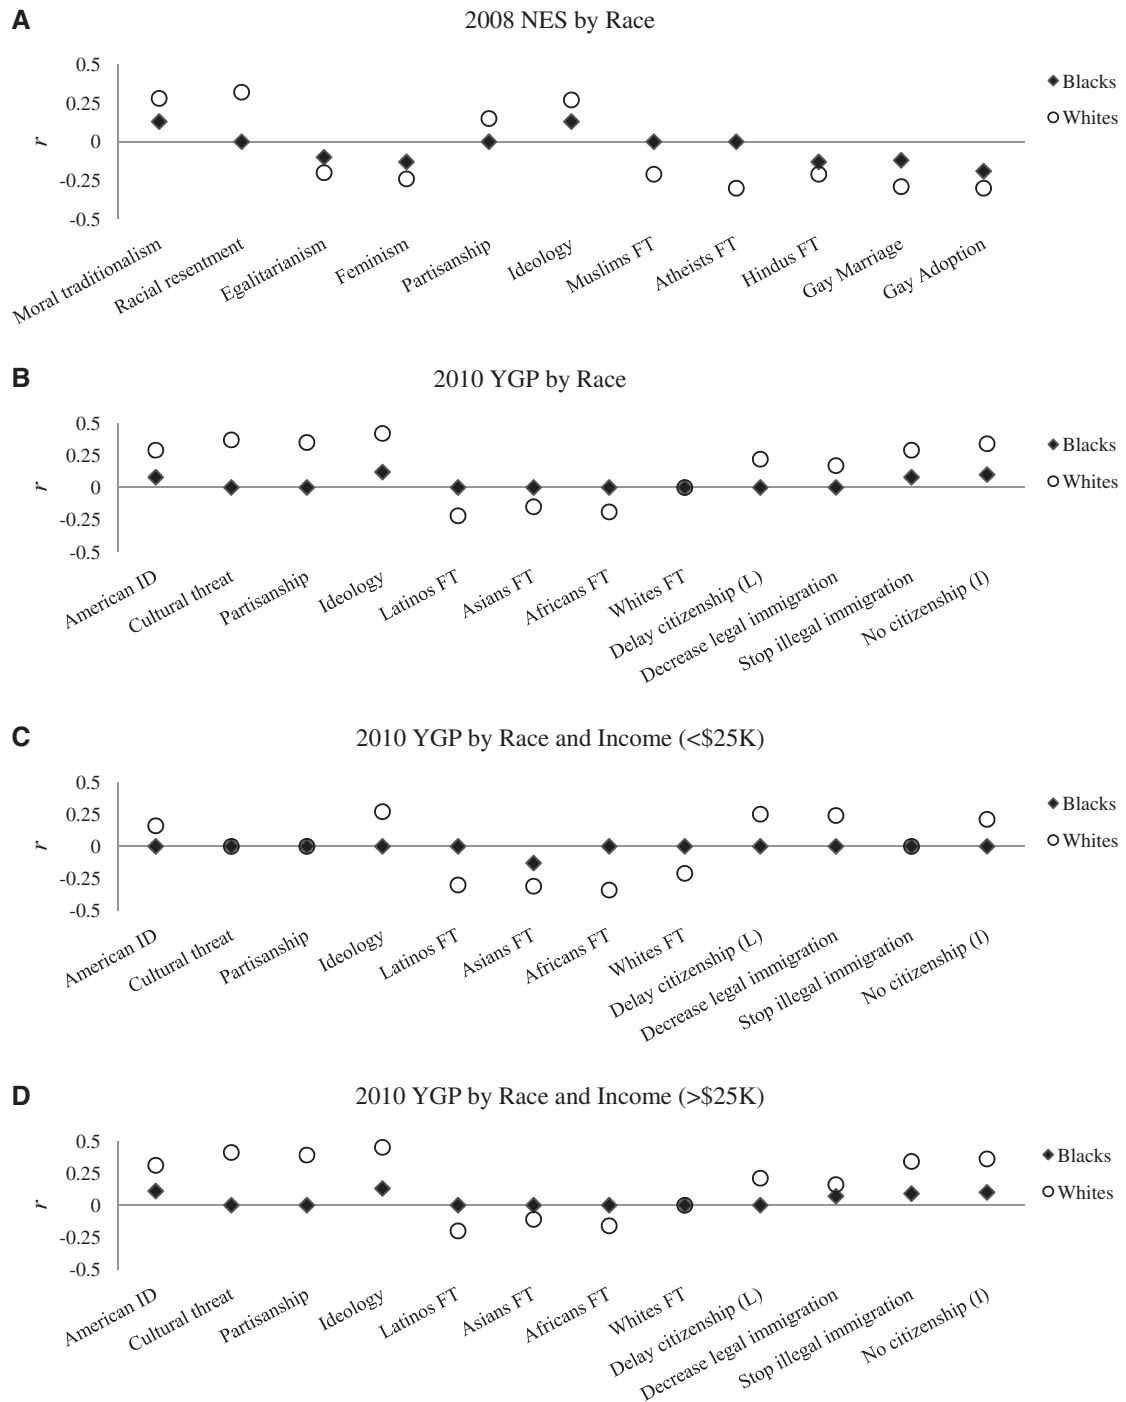 A
2008 NES by Race
0.5
0.25
0
-0.25
-0.5
r
Blacks
Whites
Moral traditionalism
Racial resentment
Egalitarianism
Feminism
Partisanship
Ideology
Muslims FT
Atheists FT
Hindus FT
Gay Marriage
Gay Adoption
B
2010 YGP by Race
0.5
0.25
0
-0.25
-0.5
r
Blacks
Whites
American ID
Cultural threat
Partisanship
Ideology
Latinos FT
Asians FT
Africans FT
Whites FT
Delay citizenship (L)
Decrease legal immigration
Stop illegal immigration
No citizenship (I)
C
2010 YGP by Race and Income (<$25K)
0.5
0.25
0
-0.25
-0.5
r
Blacks
Whites
American ID
Cultural threat
Partisanship
Ideology
Latinos FT
Asians FT
Africans FT
Whites FT
Delay citizenship (L)
Decrease legal immigration
Stop illegal immigration
No citizenship (I)
D
2010 YGP by Race and Income (>$25K)
0.5
0.25
0
-0.25
-0.5
r
Blacks
Whites
American ID
Cultural threat
Partisanship
Ideology
Latinos FT
Asians FT
Africans FT
Whites FT
Delay citizenship (L)
Decrease legal immigration
Stop illegal immigration
No citizenship (I)